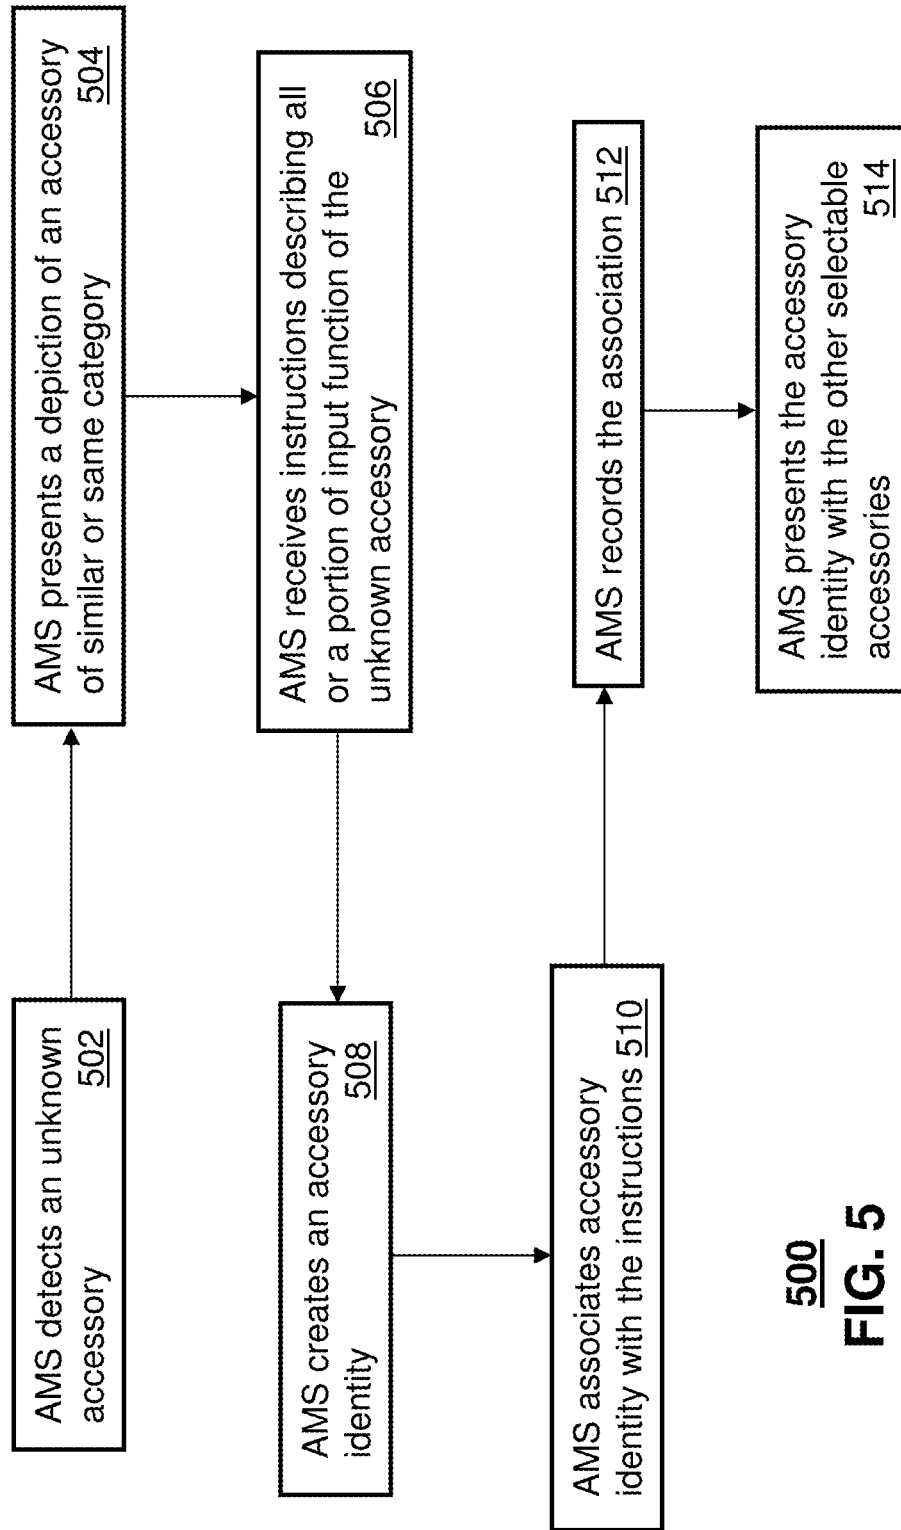 AMS detects an unknown
accessory 502
AMS presents a depiction of an accessory
of similar or same category 504
AMS receives instructions describing all
or a portion of input function of the
unknown accessory 506
AMS creates an accessory
identity 508
AMS associates accessory
identity with the instructions 510
AMS records the association 512
AMS presents the accessory
identity with the other selectable
accessories 514
500
FIG. 5